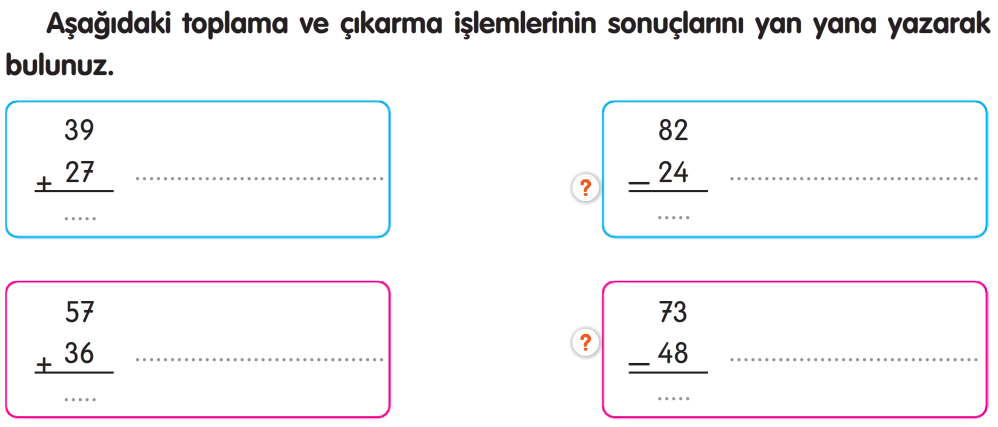 Aşağıdaki toplama ve çıkarma işlemlerinin sonuçlarını yan yana yazarak
bulunuz.
39
+ 27 ....................................
.....
82
? – 24 ....................................
.....
57
+ 36 ....................................
.....
73
? – 48 ....................................
.....